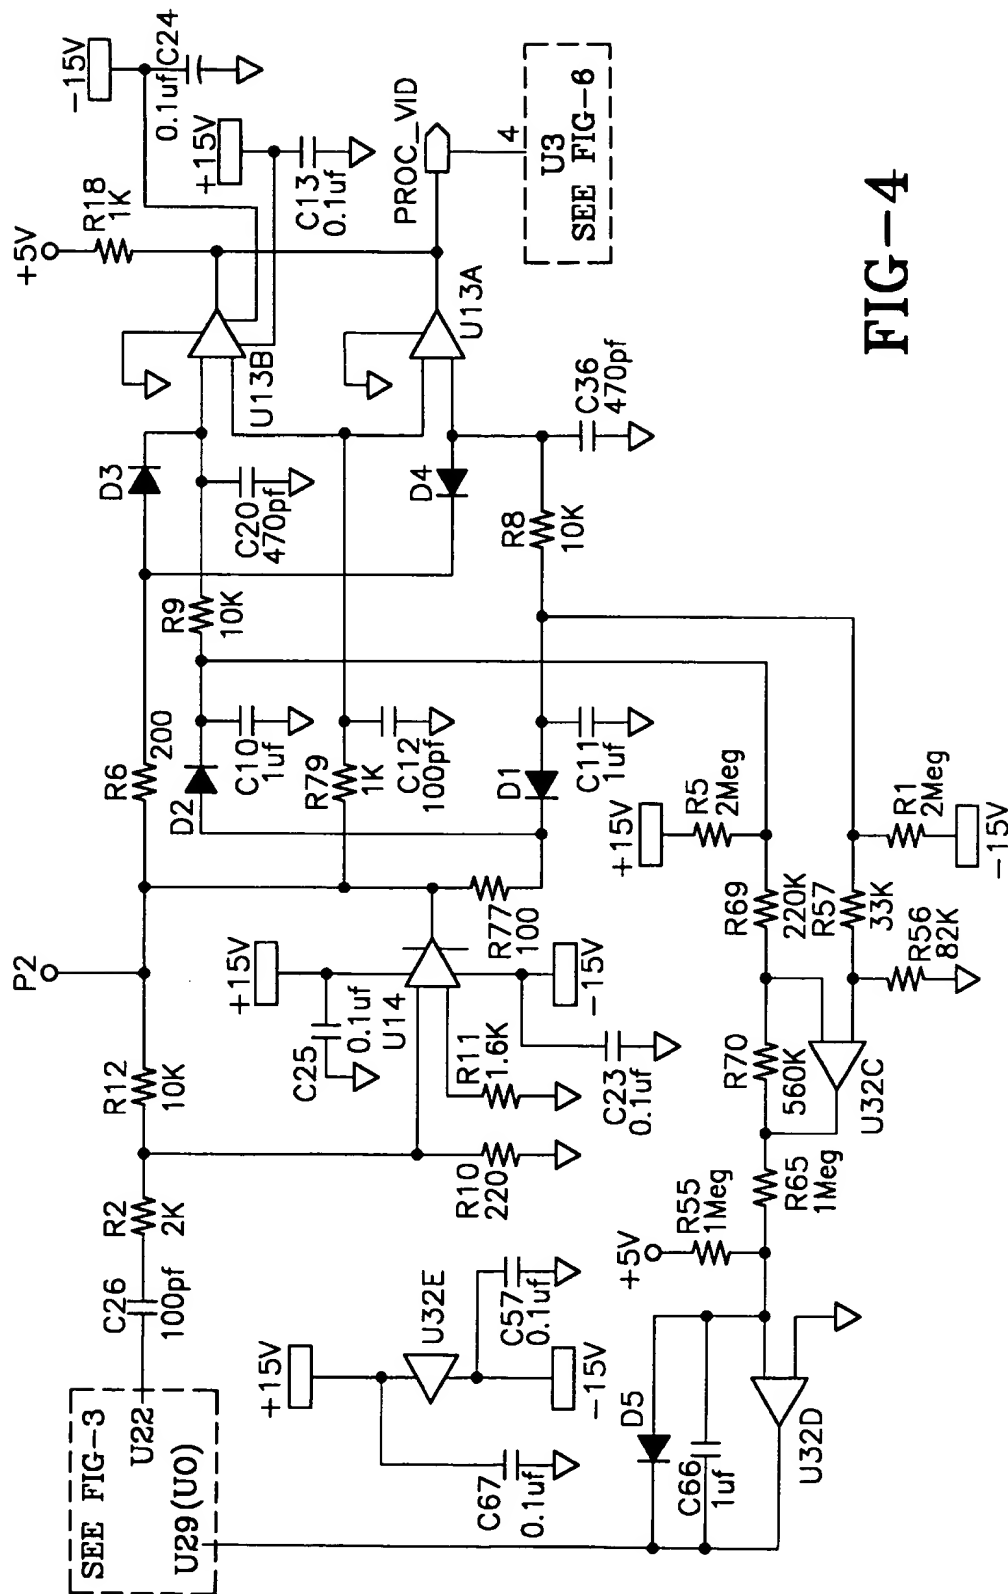 SEE FIG-3
U22
U29(UO)
C26
100pf
R2
2K
R12
10K
P2
R6
200
D3
+5V
R18
1K
-15V
0.1uf
C24
+15V
C13
0.1uf
PROC_VID
4
U3
SEE FIG-6
U13B
U13A
R9
10K
C20
470pf
D4
C36
470pf
R8
10K
D2
C10
1uf
R79
1K
C12
100pf
D1
C11
1uf
+15V
C25
0.1uf
U14
R77
100
R10
220
R11
1.6K
C23
0.1uf
-15V
+15V
U32E
C67
0.1uf
C57
0.1uf
-15V
+15V
R5
2Meg
R69
220K
R57
33K
R1
2Meg
-15V
R56
82K
R70
560K
U32C
R65
1Meg
+5V
R55
1Meg
D5
C66
1uf
U32D
FIG-4